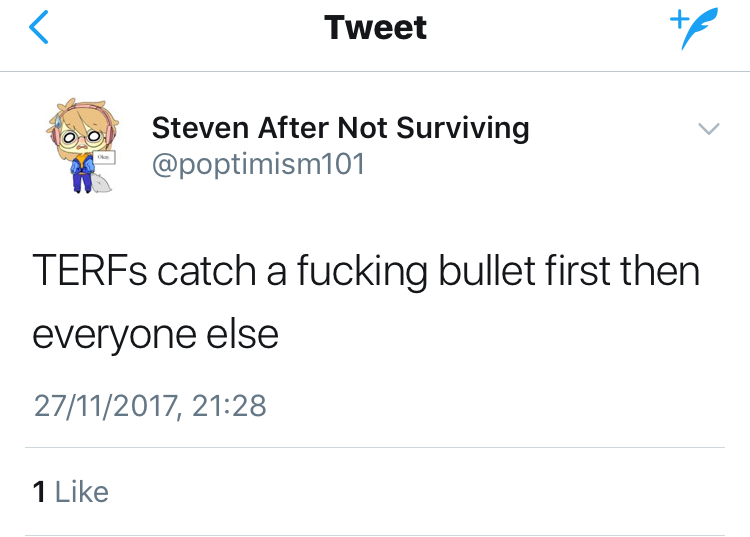 Tweet
Steven After Not Surviving
@poptimism101
Okay.
TERFs catch a fucking bullet first then
everyone else
27/11/2017, 21:28
1 Like